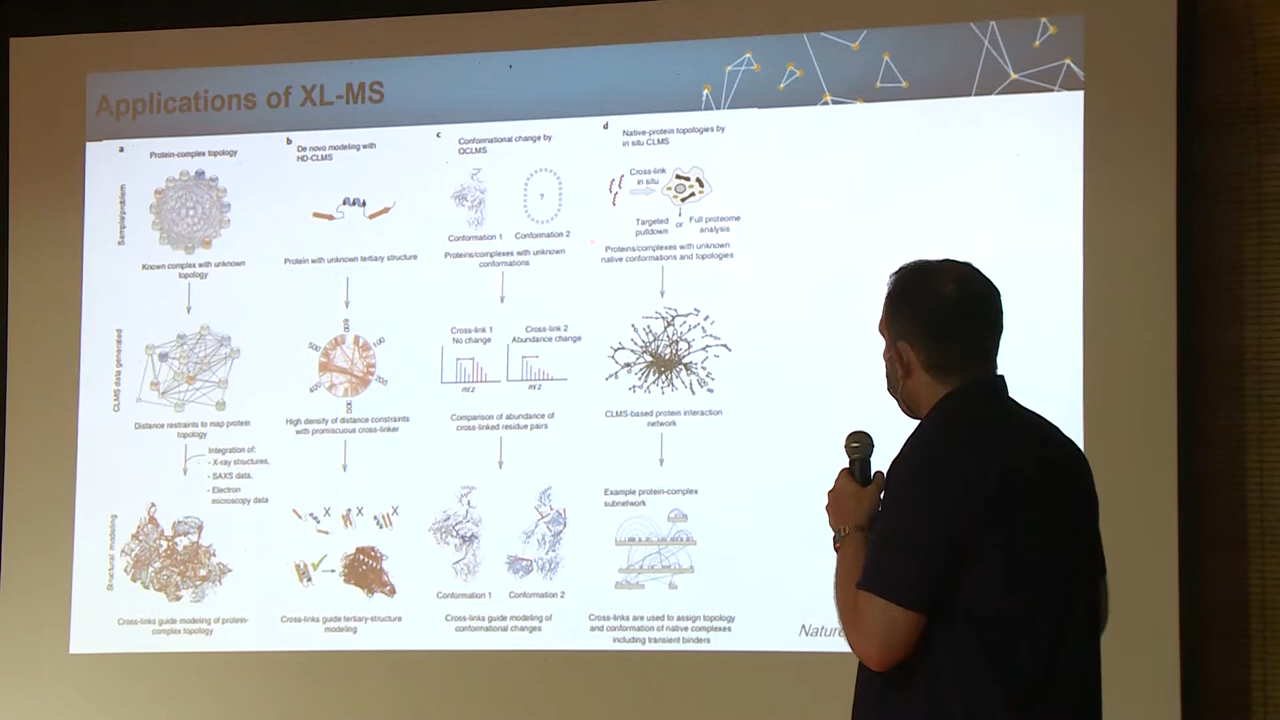 Applications of XL-MS
a
Protein-complex topology
Sample/problem
Known complex with unknown
topology
CLMS data generated
Distance restraints to map protein
topology
Integration of:
- X-ray structures,
- SAXS data,
- Electron
microscopy data
Structural modeling
Cross-links guide modeling of protein-
complex topology
b
De novo modeling with
HD-CLMS
Protein with unknown tertiary structure
600
500
100
400
200
300
High density of distance constraints
with promiscuous cross-linker
X
X
X
Cross-links guide tertiary-structure
modeling
c
Conformational change by
QCLMS
?
Conformation 1
Conformation 2
Proteins/complexes with unknown
conformations
Cross-link 1
No change
Cross-link 2
Abundance change
m/z
m/z
Comparison of abundance of
cross-linked residue pairs
Conformation 1
Conformation 2
Cross-links guide modeling of
conformational changes
d
Native-protein topologies by
in situ CLMS
Cross-link
in situ
Targeted
pulldown
or
Full proteome
analysis
Proteins/complexes with unknown
native conformations and topologies
CLMS-based protein interaction
network
Example protein-complex
subnetwork
Cross-links are used to assign topology
and conformation of native complexes
including transient binders
Nature